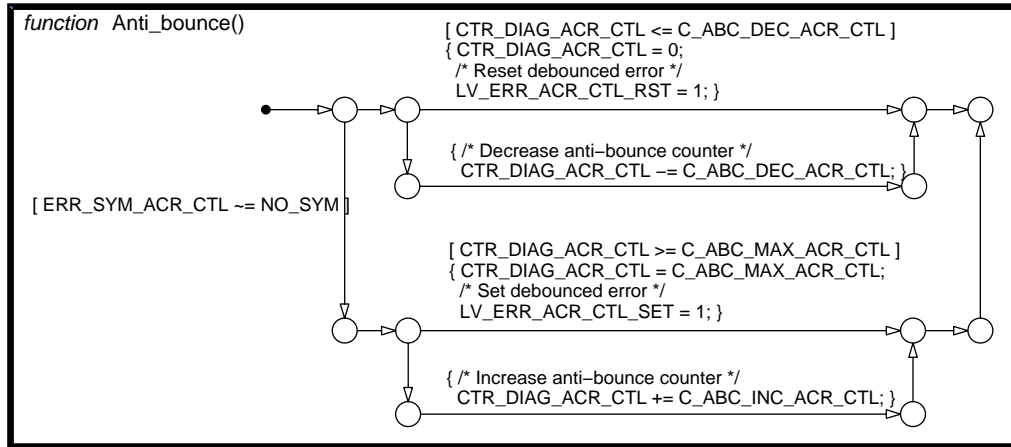 function Anti_bounce()
[ CTR_DIAG_ACR_CTL <= C_ABC_DEC_ACR_CTL ]
{ CTR_DIAG_ACR_CTL = 0;
/* Reset debounced error */
LV_ERR_ACR_CTL_RST = 1; }
{ /* Decrease anti−bounce counter */
CTR_DIAG_ACR_CTL −= C_ABC_DEC_ACR_CTL; }
[ ERR_SYM_ACR_CTL ~= NO_SYM ]
[ CTR_DIAG_ACR_CTL >= C_ABC_MAX_ACR_CTL ]
{ CTR_DIAG_ACR_CTL = C_ABC_MAX_ACR_CTL;
/* Set debounced error */
LV_ERR_ACR_CTL_SET = 1; }
{ /* Increase anti−bounce counter */
CTR_DIAG_ACR_CTL += C_ABC_INC_ACR_CTL; }